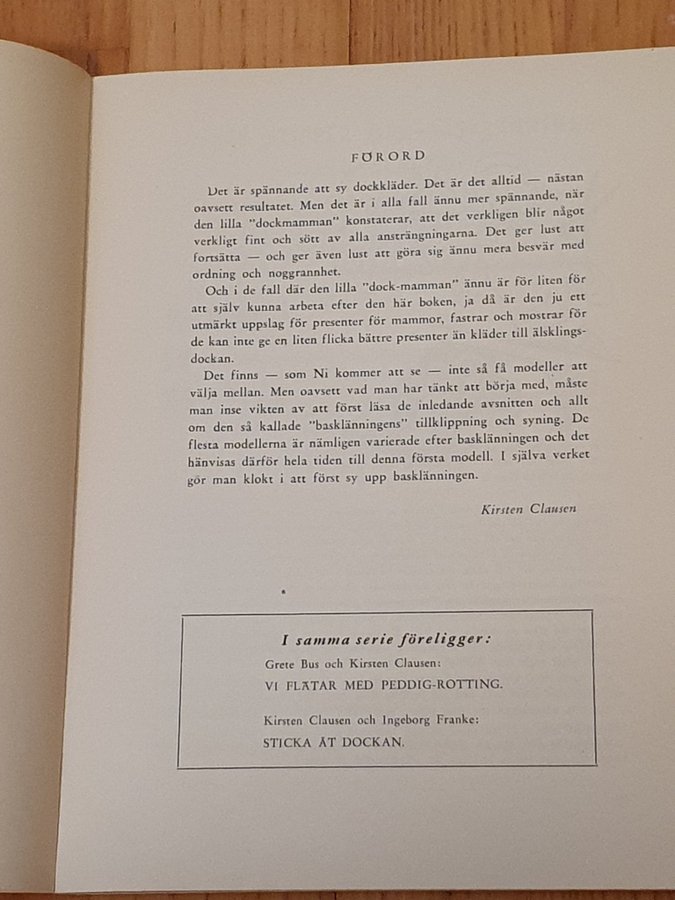 FÖRORD
Det är spännande att sy dockkläder. Det är det alltid — nästan
oavsett resultatet. Men det är i alla fall ännu mer spännande, när
den lilla "dockmamman" konstaterar, att det verkligen blir något
verkligt fint och sött av alla ansträngningarna. Det ger lust att
fortsätta — och ger även lust att göra sig ännu mera besvär med
ordning och noggrannhet.
Och i de fall där den lilla "dock-mamman" ännu är för liten för
att själv kunna arbeta efter den här boken, ja då är den ju ett
utmärkt uppslag för presenter för mammor, fastrar och mostrar för
de kan inte ge en liten flicka bättre presenter än kläder till älsklings-
dockan.
Det finns — som Ni kommer att se — inte så få modeller att
välja mellan. Men oavsett vad man har tänkt att börja med, måste
man inse vikten av att först läsa de inledande avsnitten och allt
om den så kallade "basklänningens" tillklippning och syning. De
flesta modellerna är nämligen varierade efter basklänningen och det
hänvisas därför hela tiden till denna första modell. I själva verket
gör man klokt i att först sy upp basklänningen.
Kirsten Clausen
I samma serie föreligger:
Grete Bus och Kirsten Clausen:
VI FLÄTAR MED PEDDIG-ROTTING.
Kirsten Clausen och Ingeborg Franke:
STICKA ÅT DOCKAN.